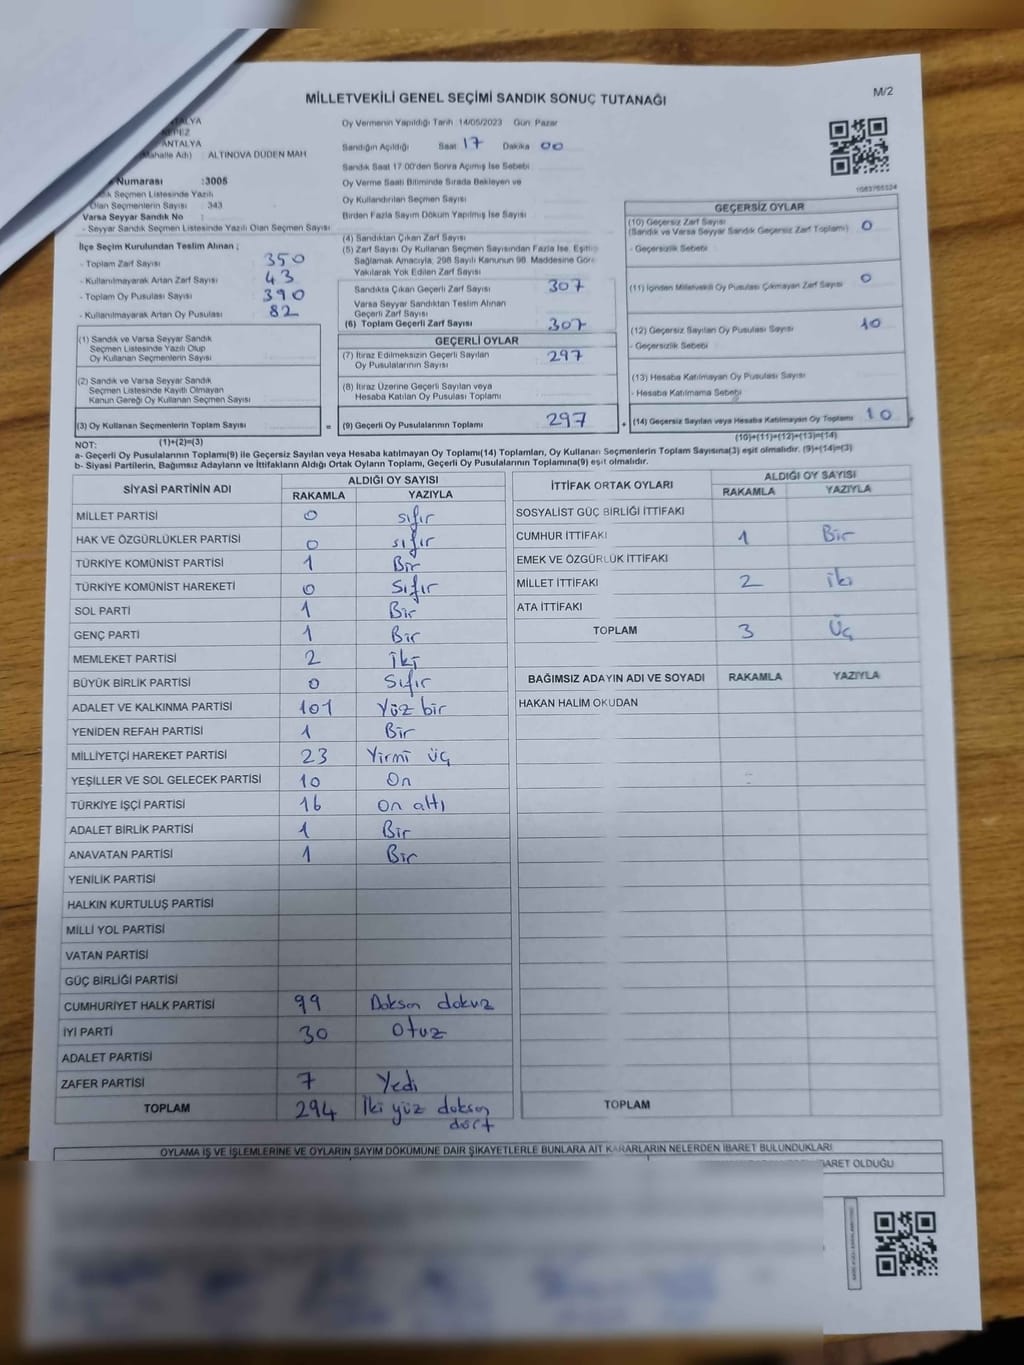 M/2
MİLLETVEKİLİ GENEL SEÇİMİ SANDIK SONUÇ TUTANAĞI
ALTINOVA DÜDEN MAH
Mahalle Adı) :
ANTALYA
Numarası :3005
Seçmen Listesinde Yazılı
Olan Seçmenlerin Sayısı : 343
Varsa Seyyar Sandık No :
- Seyyar Sandık Seçmen Listesinde Yazılı Olan Seçmen Sayısı
Oy Vermenin Yapıldığı Tarih :14/05/2023 Gün: Pazar
Sandığın Açıldığı Saat 17 Dakika 00
Sandık Saat 17:00'den Sonra Açılmış İse Sebebi
Oy Verme Saati Bitiminde Sırada Bekleyen ve
Oy Kullandırılan Seçmen Sayısı
Birden Fazla Sayım Döküm Yapılmış İse Sayısı
1083765524
İlçe Seçim Kurulundan Teslim Alınan ;
- Toplam Zarf Sayısı 350
- Kullanılmayarak Artan Zarf Sayısı 43
- Toplam Oy Pusulası Sayısı 390
- Kullanılmayarak Artan Oy Pusulası 82
(1) Sandık ve Varsa Seyyar Sandık
Seçmen Listesinde Yazılı Olup
Oy Kullanan Seçmenlerin Sayısı
(2) Sandık ve Varsa Seyyar Sandık
Seçmen Listesinde Kayıtlı Olmayan
Kanun Gereği Oy Kullanan Seçmen Sayısı
(3) Oy Kullanan Seçmenlerin Toplam Sayısı =
(4) Sandıktan Çıkan Zarf Sayısı
(5) Zarf Sayısı Oy Kullanan Seçmen Sayısından Fazla İse, Eşitliği
Sağlamak Amacıyla, 298 Sayılı Kanunun 98. Maddesine Göre
Yakılarak Yok Edilen Zarf Sayısı
Sandıkta Çıkan Geçerli Zarf Sayısı 307
Varsa Seyyar Sandıktan Teslim Alınan
Geçerli Zarf Sayısı
(6) Toplam Geçerli Zarf Sayısı 307
GEÇERLİ OYLAR
(7) İtiraz Edilmeksizin Geçerli Sayılan
Oy Pusulalarının Sayısı 297
(8) İtiraz Üzerine Geçerli Sayılan veya
Hesaba Katılan Oy Pusulası Toplamı
(9) Geçerli Oy Pusulalarının Toplamı 297 +
GEÇERSİZ OYLAR
(10) Geçersiz Zarf Sayısı
(Sandık ve Varsa Seyyar Sandık Geçersiz Zarf Toplamı) 0
- Geçersizlik Sebebi
(11) İçinden Milletvekili Oy Pusulası Çıkmayan Zarf Sayısı 0
(12) Geçersiz Sayılan Oy Pusulası Sayısı 10
- Geçersizlik Sebebi
(13) Hesaba Katılmayan Oy Pusulası Sayısı
- Hesaba Katılmama Sebebi
(14) Geçersiz Sayılan veya Hesaba Katılmayan Oy Toplamı 10
NOT: (1)+(2)=(3) (10)+(11)+(12)+(13)=(14)
a- Geçerli Oy Pusulalarının Toplamı(9) ile Geçersiz Sayılan veya Hesaba katılmayan Oy Toplamı(14) Toplamları, Oy Kullanan Seçmenlerin Toplam Sayısına(3) eşit olmalıdır. (9)+(14)=(3)
b- Siyasi Partilerin, Bağımsız Adayların ve İttifakların Aldığı Ortak Oyların Toplamı, Geçerli Oy Pusulalarının Toplamına(9) eşit olmalıdır.
SİYASİ PARTİNİN ADI ALDIĞI OY SAYISI
RAKAMLA YAZIYLA
MİLLET PARTİSİ 0 sıfır
HAK VE ÖZGÜRLÜKLER PARTİSİ 0 sıfır
TÜRKİYE KOMÜNİST PARTİSİ 1 Bir
TÜRKİYE KOMÜNİST HAREKETİ 0 Sıfır
SOL PARTİ 1 Bir
GENÇ PARTİ 1 Bir
MEMLEKET PARTİSİ 2 İki
BÜYÜK BİRLİK PARTİSİ 0 Sıfır
ADALET VE KALKINMA PARTİSİ 101 Yüz bir
YENİDEN REFAH PARTİSİ 1 Bir
MİLLİYETÇİ HAREKET PARTİSİ 23 Yirmi üç
YEŞİLLER VE SOL GELECEK PARTİSİ 10 On
TÜRKİYE İŞÇİ PARTİSİ 16 On altı
ADALET BİRLİK PARTİSİ 1 Bir
ANAVATAN PARTİSİ 1 Bir
YENİLİK PARTİSİ
HALKIN KURTULUŞ PARTİSİ
MİLLİ YOL PARTİSİ
VATAN PARTİSİ
GÜÇ BİRLİĞİ PARTİSİ
CUMHURİYET HALK PARTİSİ 99 Doksan dokuz
İYİ PARTİ 30 Otuz
ADALET PARTİSİ
ZAFER PARTİSİ 7 Yedi
TOPLAM 294 İki yüz doksan
dört
İTTİFAK ORTAK OYLARI ALDIĞI OY SAYISI
RAKAMLA YAZIYLA
SOSYALİST GÜÇ BİRLİĞİ İTTİFAKI
CUMHUR İTTİFAKI 1 Bir
EMEK VE ÖZGÜRLÜK İTTİFAKI
MİLLET İTTİFAKI 2 iki
ATA İTTİFAKI
TOPLAM 3 Üç
BAĞIMSIZ ADAYIN ADI VE SOYADI RAKAMLA YAZIYLA
HAKAN HALİM OKUDAN
TOPLAM
OYLAMA İŞ VE İŞLEMLERİNE VE OYLARIN SAYIM DÖKÜMÜNE DAİR ŞİKAYETLERLE BUNLARA AİT KARARLARIN NELERDEN İBARET BULUNDUKLARI
İBARET OLDUĞU